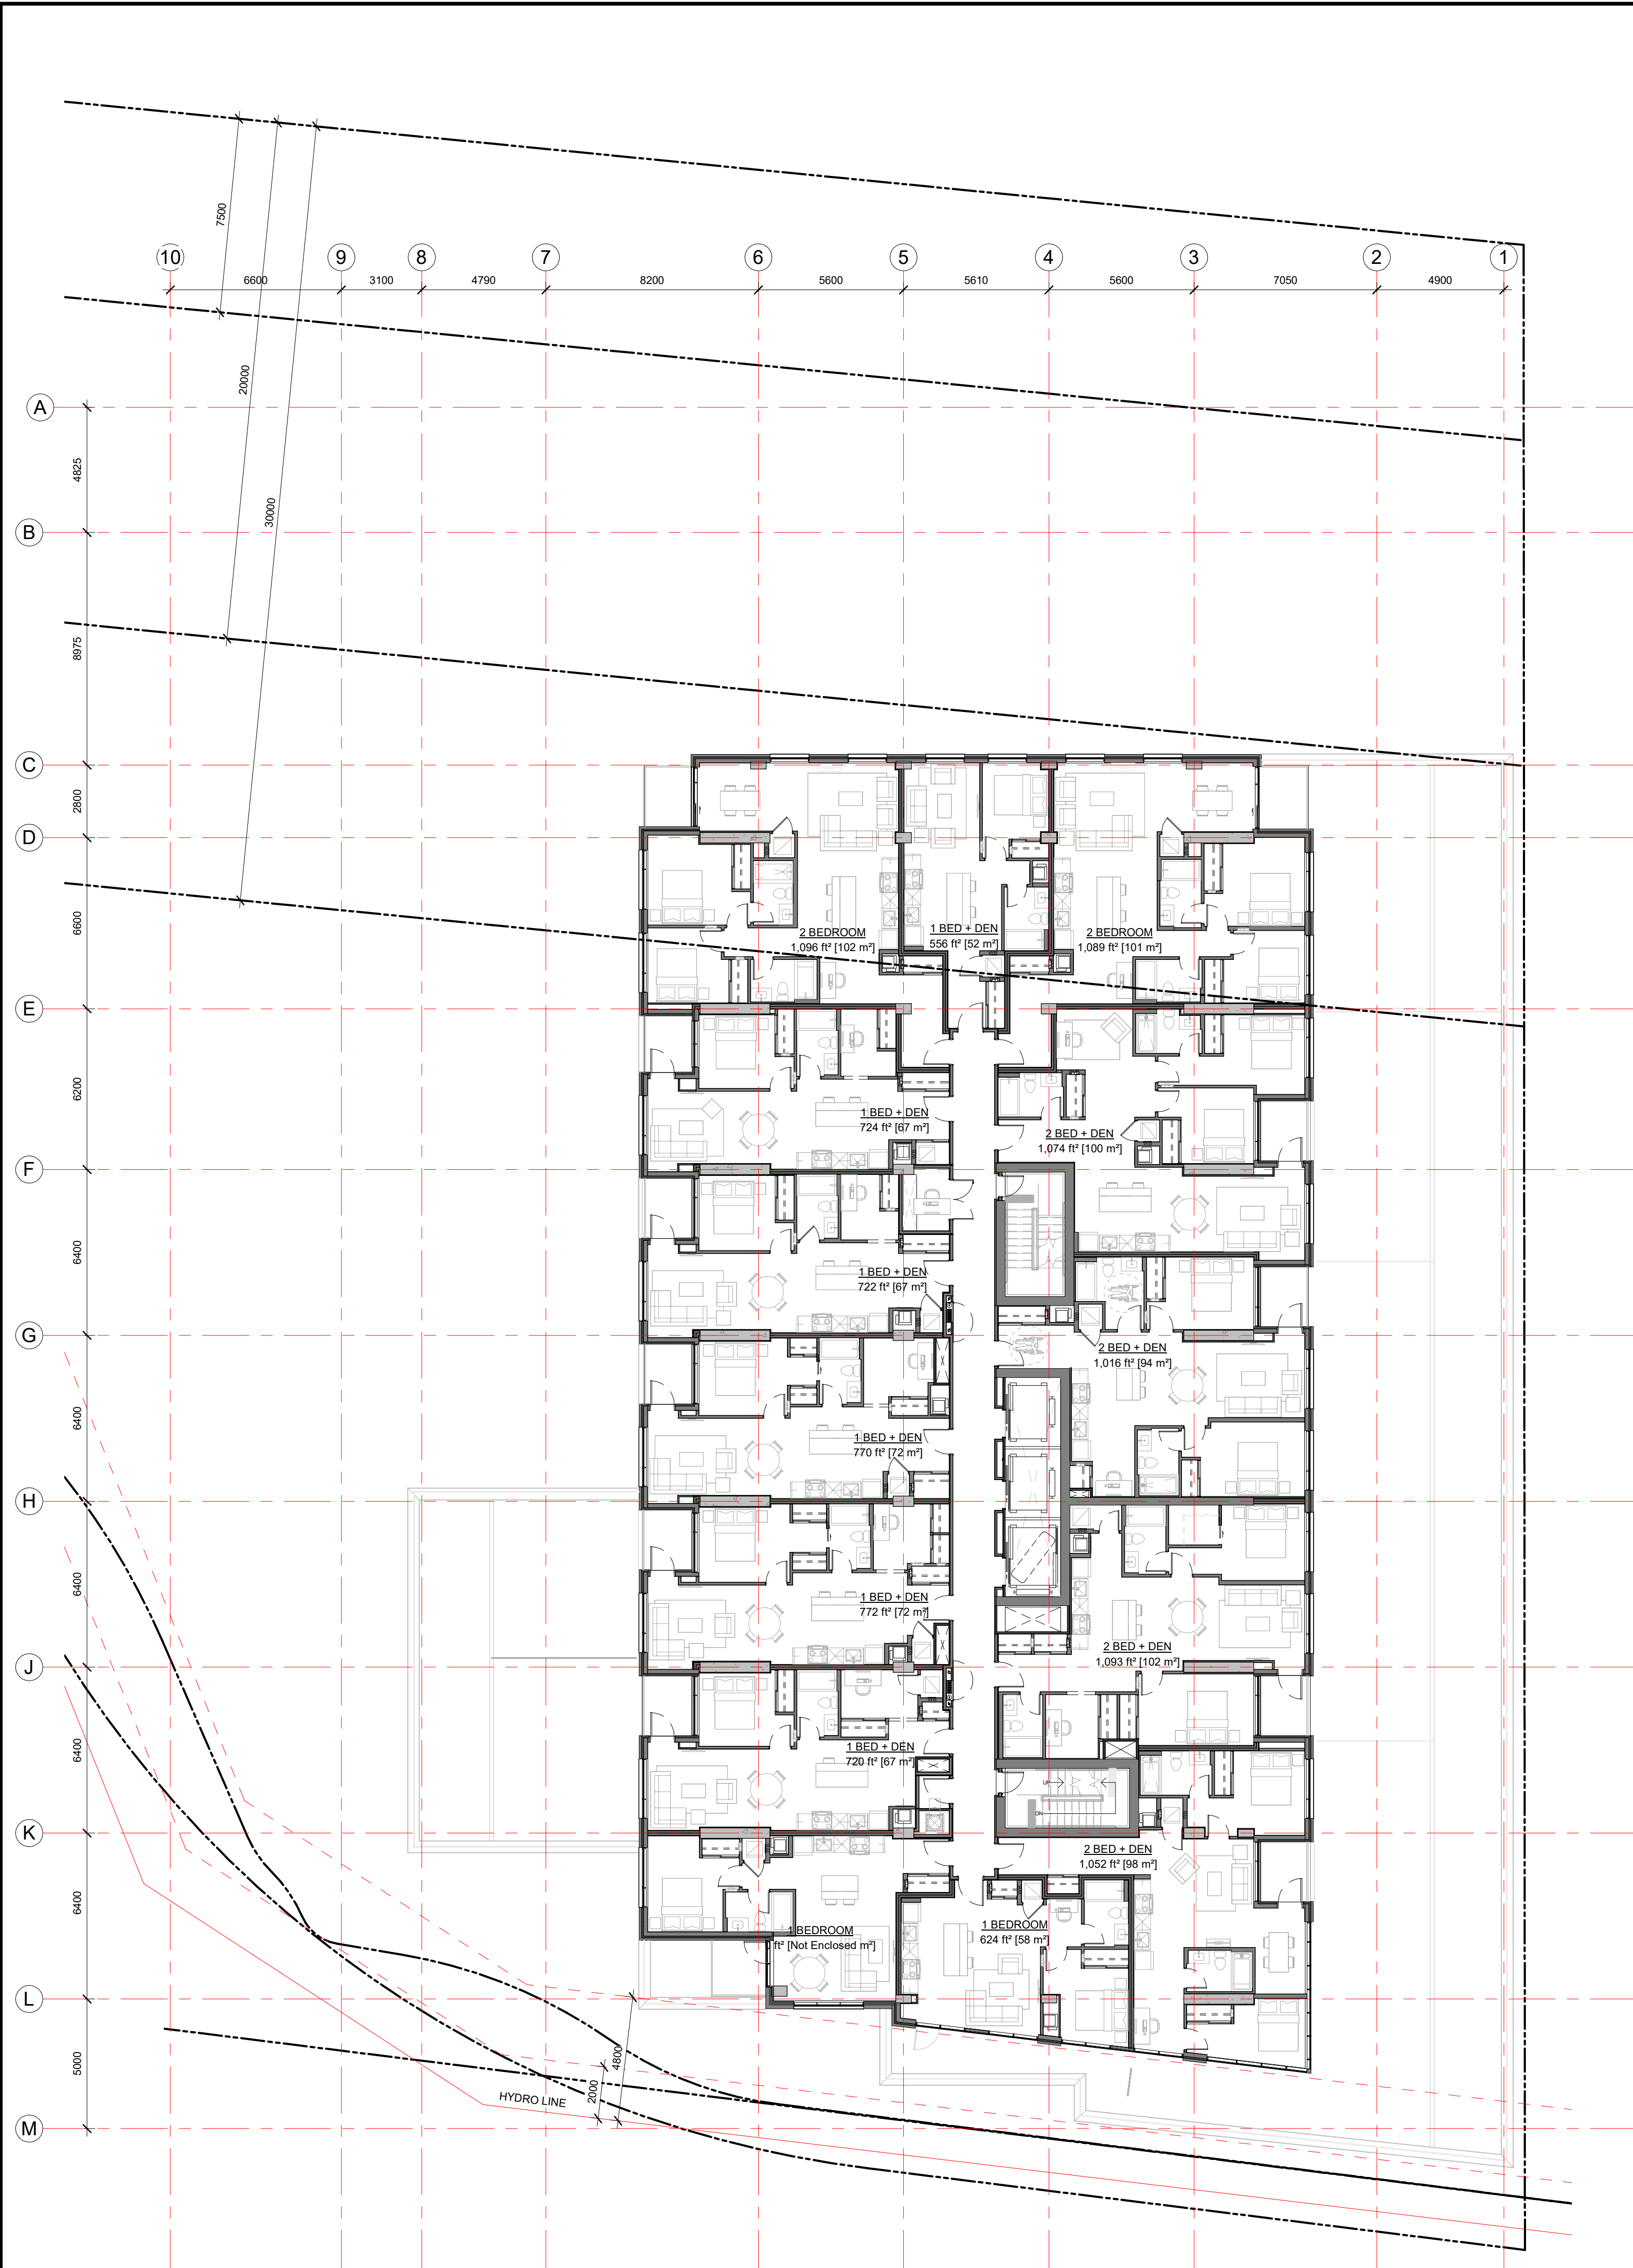 7500
20000
30000
10
9
8
7
6
5
4
3
2
1
6600
3100
4790
8200
5600
5610
5600
7050
4900
A
4825
B
8975
C
2800
D
6600
E
6200
F
6400
G
6400
H
6400
J
6400
K
6400
L
5000
M
2 BEDROOM
1,096 ft² [102 m²]
1 BED + DEN
556 ft² [52 m²]
2 BEDROOM
1,089 ft² [101 m²]
1 BED + DEN
724 ft² [67 m²]
2 BED + DEN
1,074 ft² [100 m²]
1 BED + DEN
722 ft² [67 m²]
2 BED + DEN
1,016 ft² [94 m²]
1 BED + DEN
770 ft² [72 m²]
1 BED + DEN
772 ft² [72 m²]
2 BED + DEN
1,093 ft² [102 m²]
1 BED + DEN
720 ft² [67 m²]
UP
DN
2 BED + DEN
1,052 ft² [98 m²]
1 BEDROOM
ft² [Not Enclosed m²]
1 BEDROOM
624 ft² [58 m²]
4800
2000
HYDRO LINE